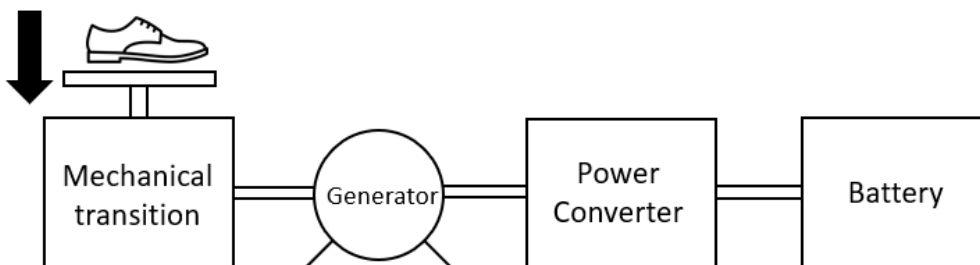 Mechanical
transition
Generator
Power
Converter
Battery